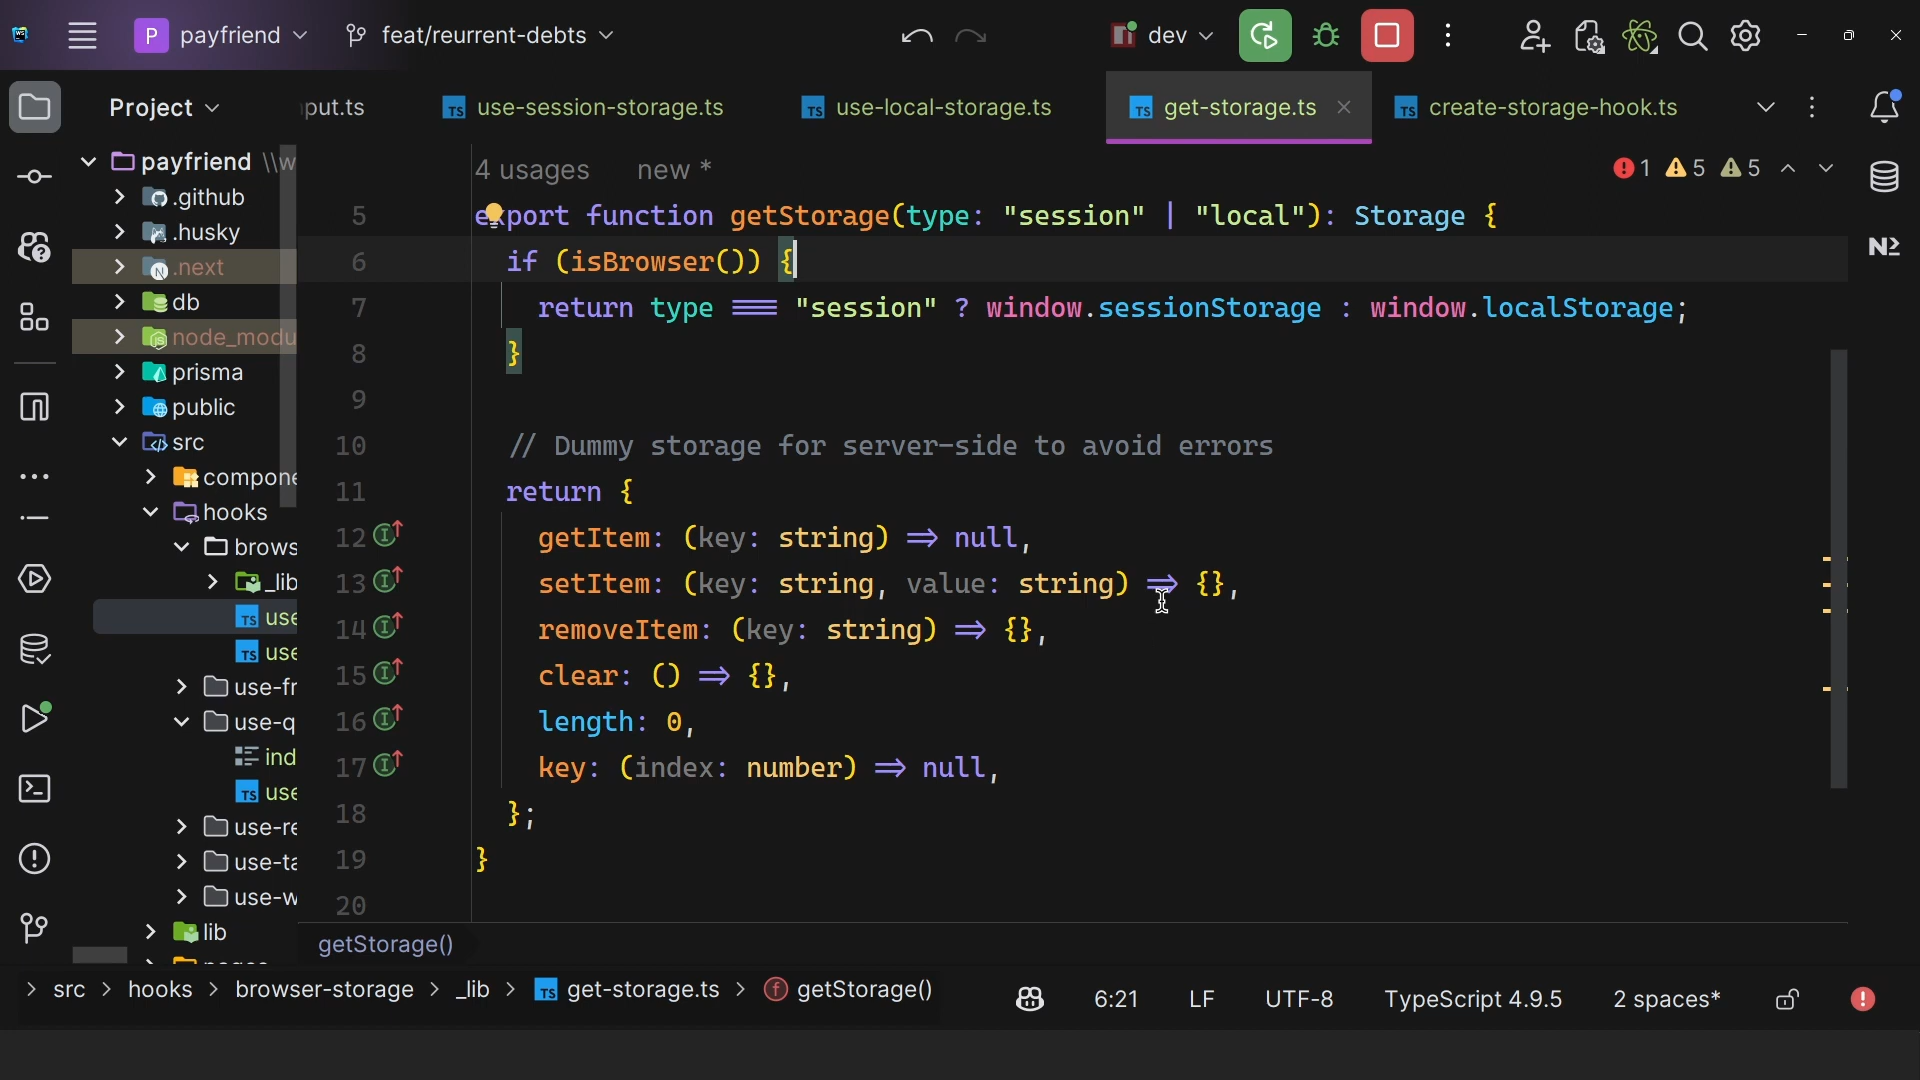 P payfriend feat/reurrent-debts dev
Project put.ts use-session-storage.ts use-local-storage.ts get-storage.ts create-storage-hook.ts
payfriend \\w
.github
.husky
.next
db
node_modu
prisma
public
src
compone
hooks
brows
_lib
use
use
use-fr
use-q
ind
use
use-re
use-ta
use-w
lib
4 usages new *
1 5 5
5 export function getStorage(type: "session" | "local"): Storage {
6 if (isBrowser()) {
7 return type === "session" ? window.sessionStorage : window.localStorage;
8 }
9
10 // Dummy storage for server-side to avoid errors
11 return {
12 getItem: (key: string) => null,
13 setItem: (key: string, value: string) => {},
14 removeItem: (key: string) => {},
15 clear: () => {},
16 length: 0,
17 key: (index: number) => null,
18 };
19 }
20
getStorage()
> src > hooks > browser-storage > _lib > get-storage.ts > getStorage() 6:21 LF UTF-8 TypeScript 4.9.5 2 spaces*